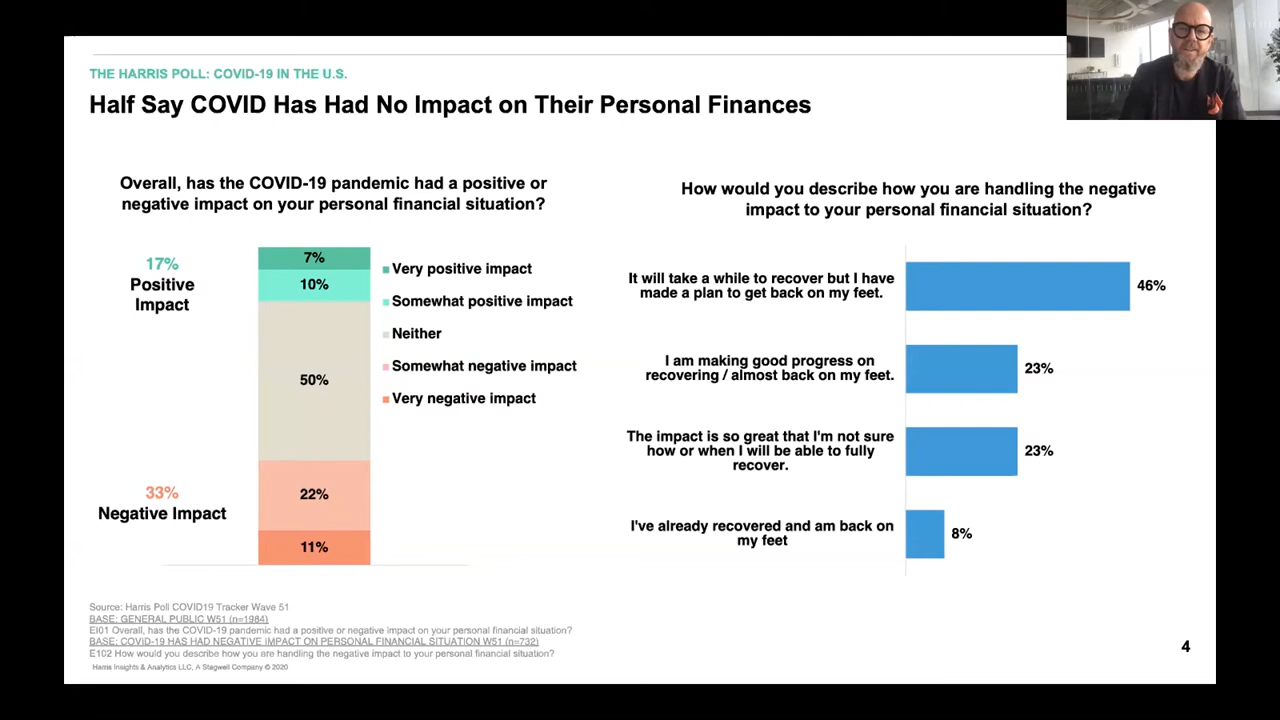 THE HARRIS POLL: COVID-19 IN THE U.S.
Half Say COVID Has Had No Impact on Their Personal Finances
Overall, has the COVID-19 pandemic had a positive or
negative impact on your personal financial situation?
17%
Positive
Impact
33%
Negative Impact
7%
10%
50%
22%
11%
Very positive impact
Somewhat positive impact
Neither
Somewhat negative impact
Very negative impact
How would you describe how you are handling the negative
impact to your personal financial situation?
It will take a while to recover but I have
made a plan to get back on my feet.
46%
I am making good progress on
recovering / almost back on my feet.
23%
The impact is so great that I'm not sure
how or when I will be able to fully
recover.
23%
I've already recovered and am back on
my feet
8%
Source: Harris Poll COVID19 Tracker Wave 51
BASE: GENERAL PUBLIC W51 (n=1984)
EI01 Overall, has the COVID-19 pandemic had a positive or negative impact on your personal financial situation?
BASE: COVID-19 HAS HAD NEGATIVE IMPACT ON PERSONAL FINANCIAL SITUATION W51 (n=732)
E102 How would you describe how you are handling the negative impact to your personal financial situation?
Harris Insights & Analytics LLC, A Stagwell Company © 2020
4